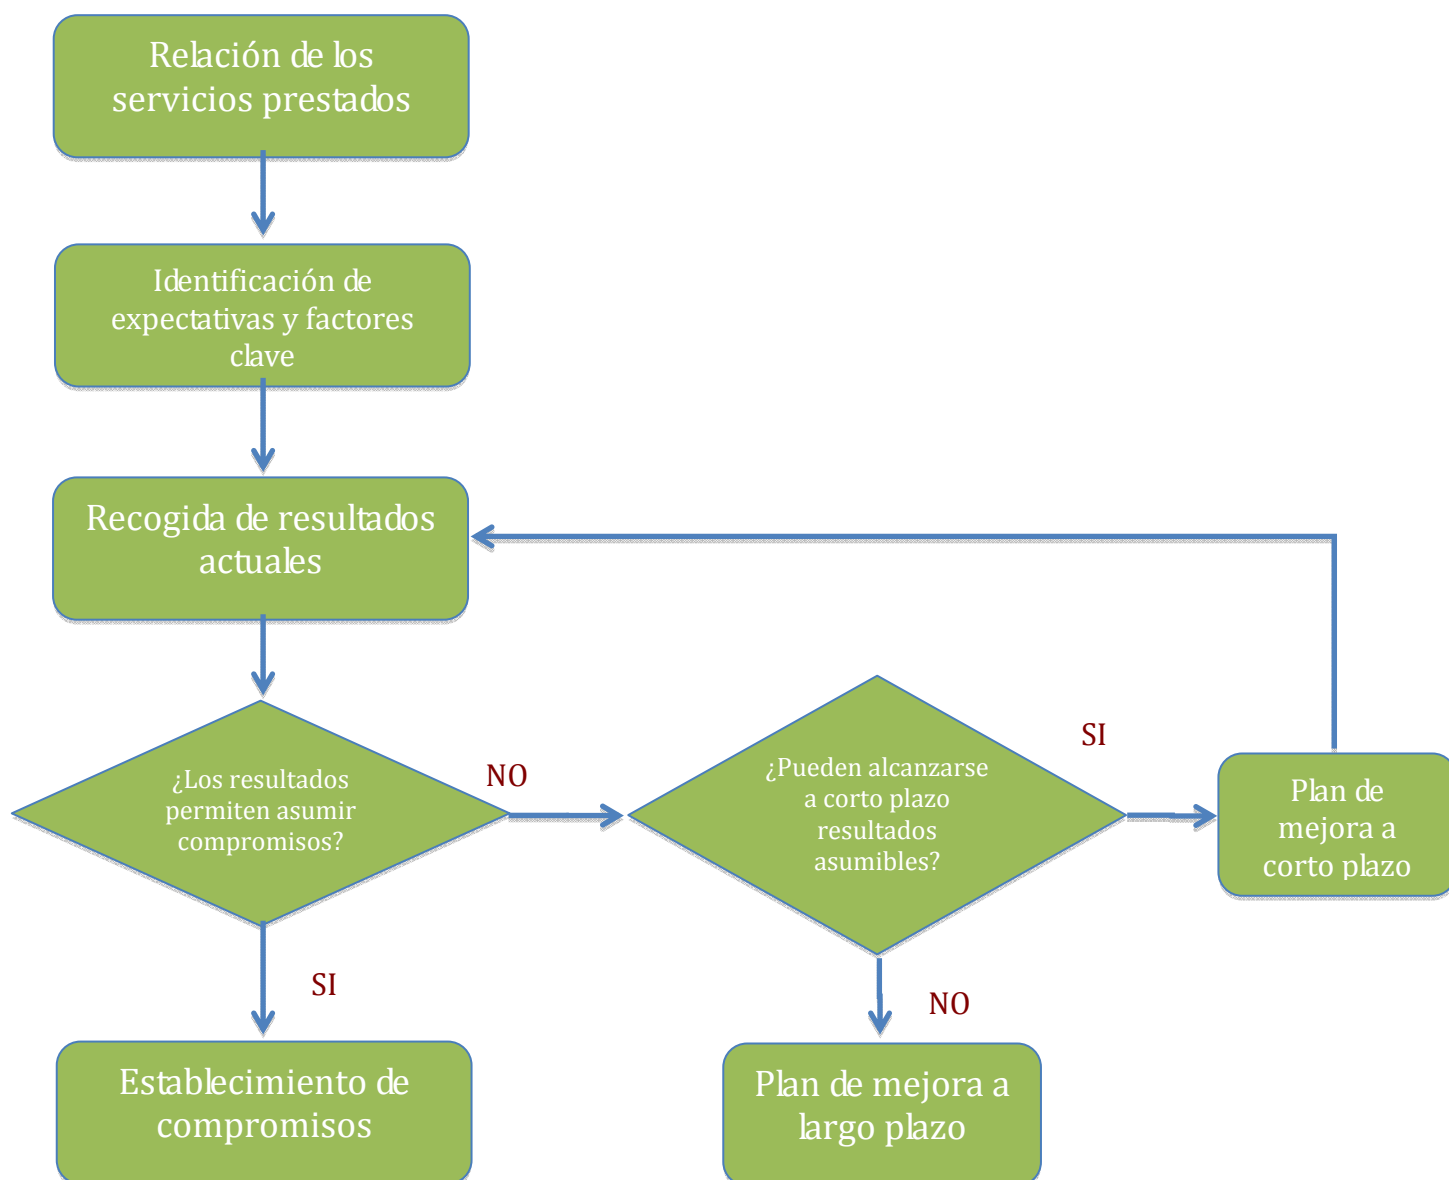 Relación de los
servicios prestados
Identificación de
expectativas y factores
clave
Recogida de resultados
actuales
¿Los resultados
permiten asumir
compromisos?
NO
¿Pueden alcanzarse
a corto plazo
resultados
asumibles?
SI
Plan de
mejora a
corto plazo
SI
NO
Establecimiento de
compromisos
Plan de mejora a
largo plazo